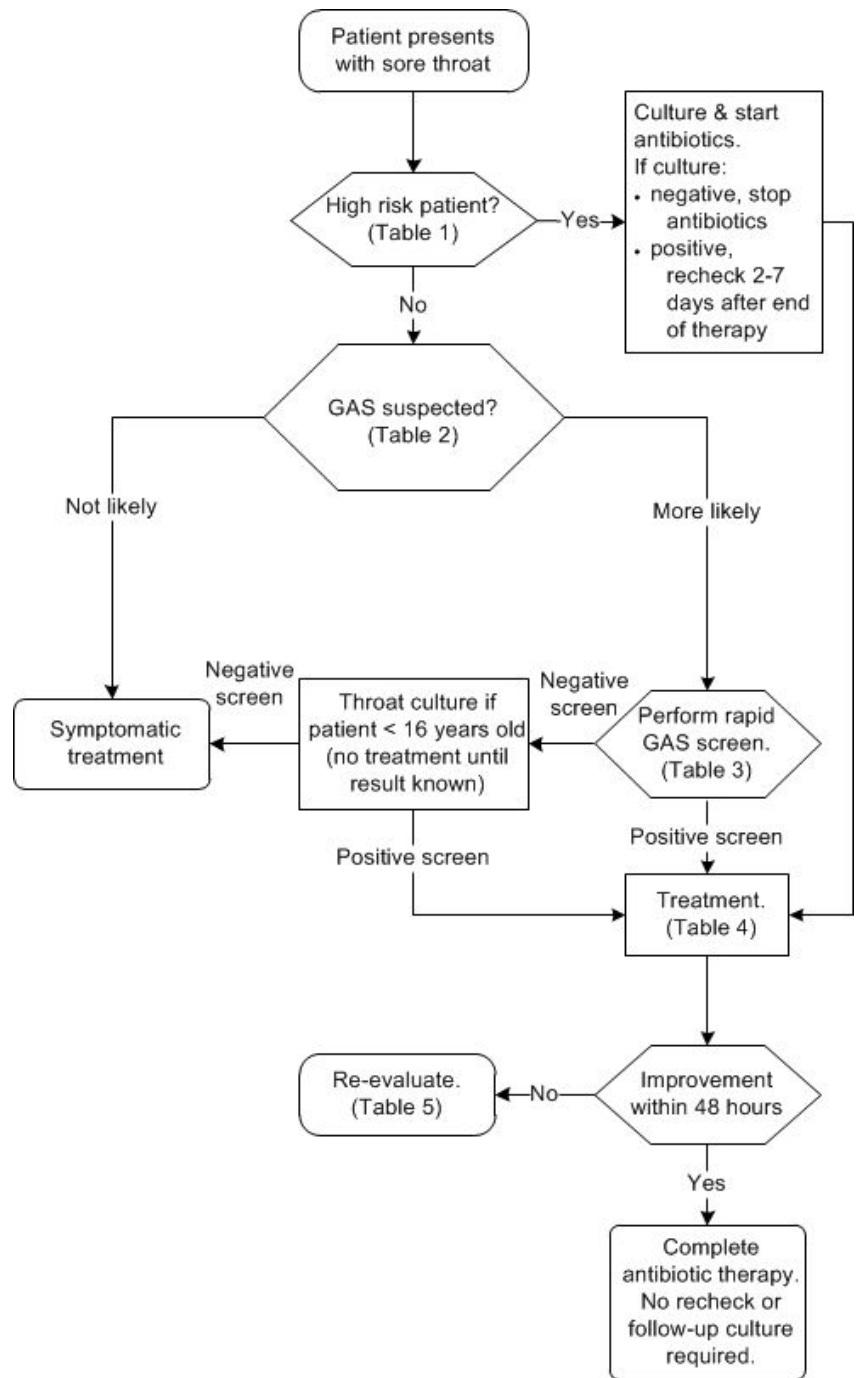 Patient presents
with sore throat
High risk patient?
(Table 1)
Yes
Culture & start
antibiotics.
If culture:
• negative, stop
antibiotics
• positive,
recheck 2-7
days after end
of therapy
No
GAS suspected?
(Table 2)
Not likely
More likely
Symptomatic
treatment
Negative
screen
Throat culture if
patient < 16 years old
(no treatment until
result known)
Negative
screen
Perform rapid
GAS screen.
(Table 3)
Positive screen
Positive screen
Treatment.
(Table 4)
Re-evaluate.
(Table 5)
No
Improvement
within 48 hours
Yes
Complete
antibiotic therapy.
No recheck or
follow-up culture
required.